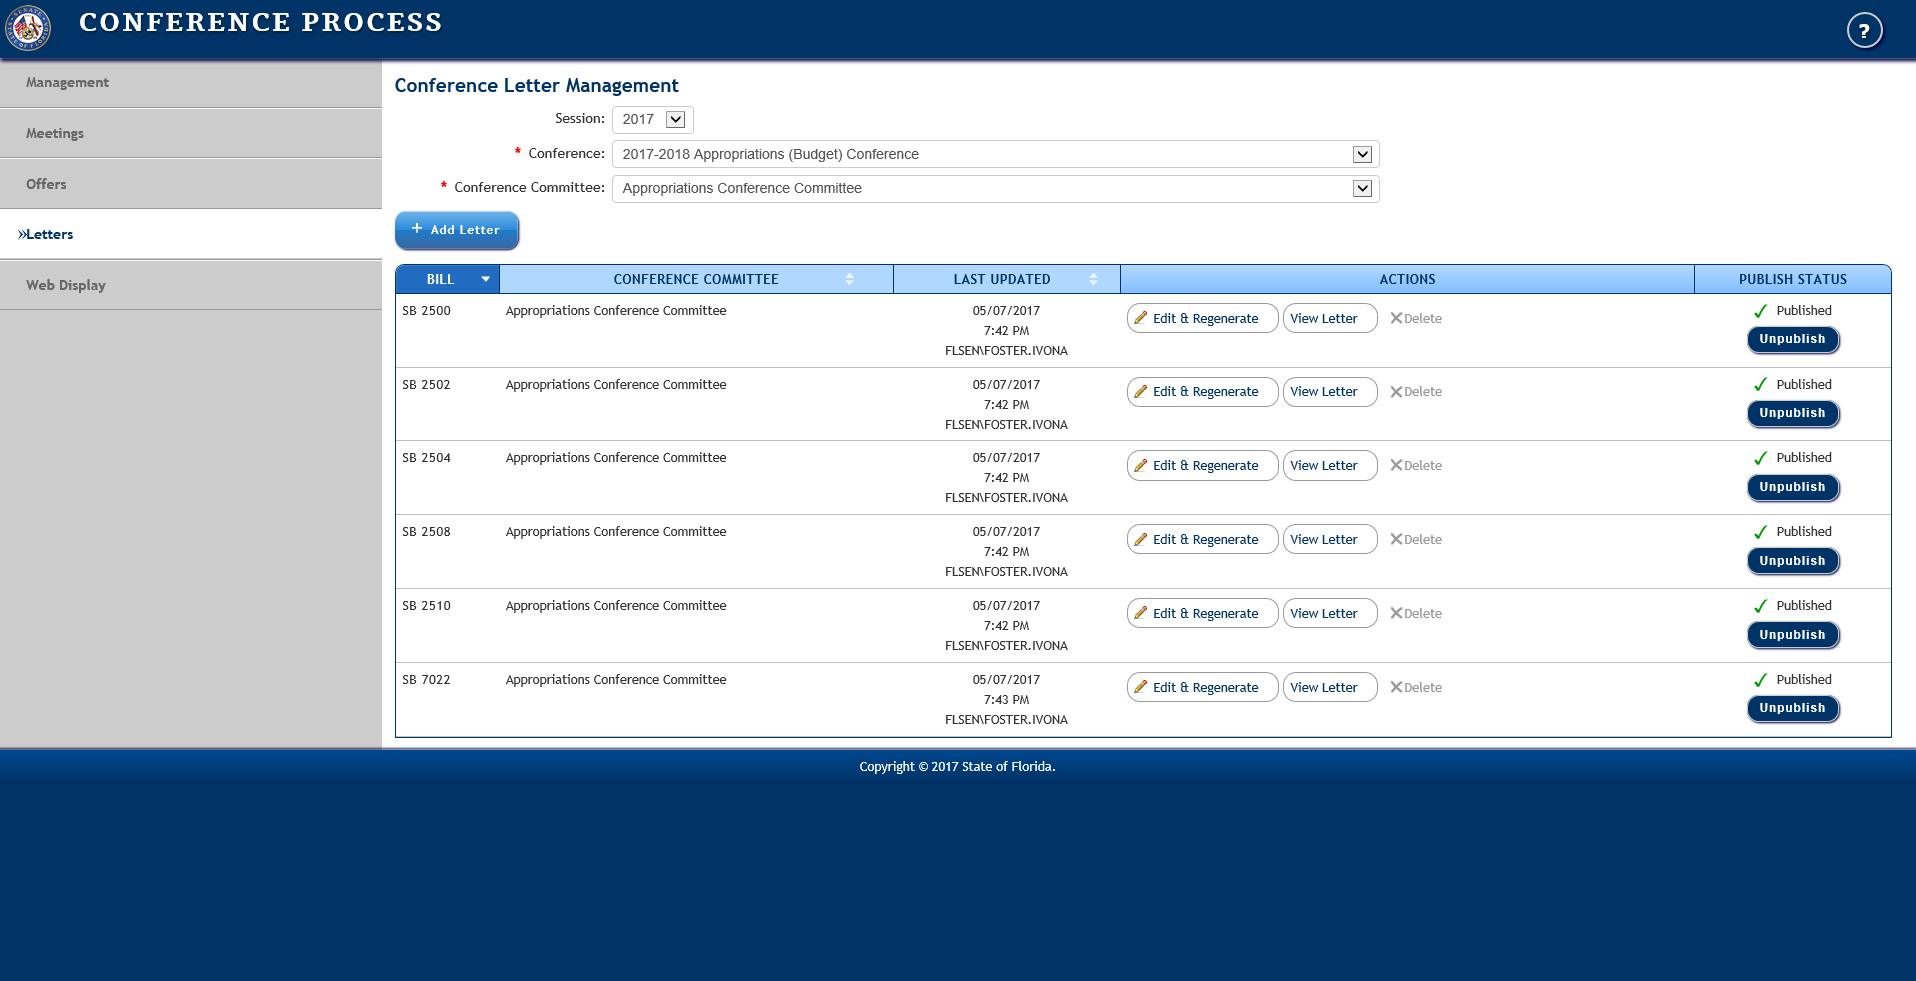 CONFERENCE PROCESS
?
Management
Meetings
Offers
»Letters
Web Display
Conference Letter Management
Session: 2017
* Conference: 2017-2018 Appropriations (Budget) Conference
* Conference Committee: Appropriations Conference Committee
+ Add Letter
BILL CONFERENCE COMMITTEE LAST UPDATED ACTIONS PUBLISH STATUS
SB 2500 Appropriations Conference Committee 05/07/2017 Edit & Regenerate View Letter Delete Published
7:42 PM Unpublish
FLSEN\FOSTER.IVONA
SB 2502 Appropriations Conference Committee 05/07/2017 Edit & Regenerate View Letter Delete Published
7:42 PM Unpublish
FLSEN\FOSTER.IVONA
SB 2504 Appropriations Conference Committee 05/07/2017 Edit & Regenerate View Letter Delete Published
7:42 PM Unpublish
FLSEN\FOSTER.IVONA
SB 2508 Appropriations Conference Committee 05/07/2017 Edit & Regenerate View Letter Delete Published
7:42 PM Unpublish
FLSEN\FOSTER.IVONA
SB 2510 Appropriations Conference Committee 05/07/2017 Edit & Regenerate View Letter Delete Published
7:42 PM Unpublish
FLSEN\FOSTER.IVONA
SB 7022 Appropriations Conference Committee 05/07/2017 Edit & Regenerate View Letter Delete Published
7:43 PM Unpublish
FLSEN\FOSTER.IVONA
Copyright © 2017 State of Florida.